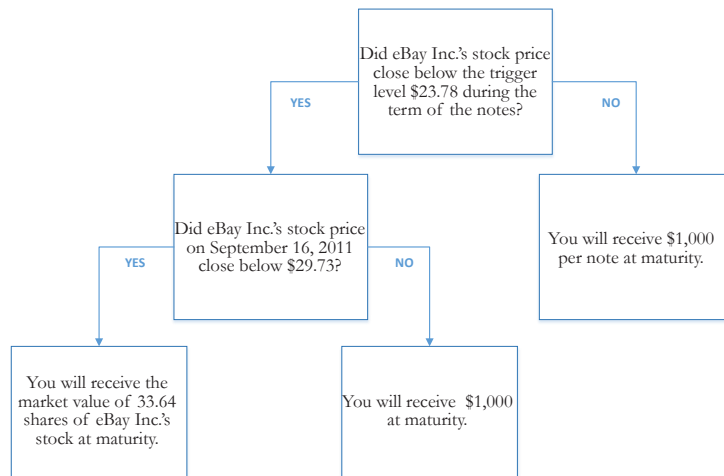 Did eBay Inc.'s stock price
close below the trigger
level $23.78 during the
term of the notes?
YES
NO
Did eBay Inc.'s stock price
on September 16, 2011
close below $29.73?
You will receive $1,000
per note at maturity.
YES
NO
You will receive the
market value of 33.64
shares of eBay Inc.'s
stock at maturity.
You will receive $1,000
at maturity.